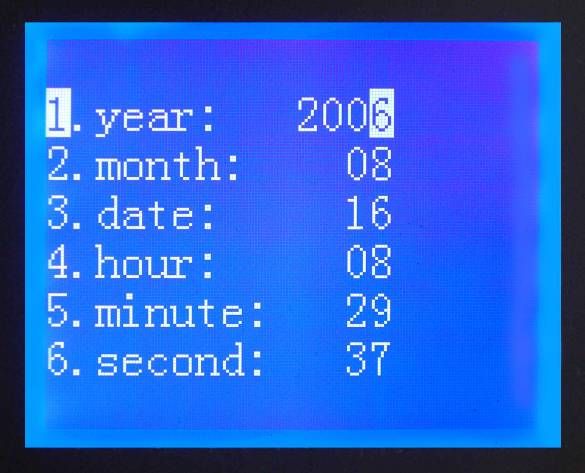 1. year: 2006
2. month: 08
3. date: 16
4. hour: 08
5. minute: 29
6. second: 37